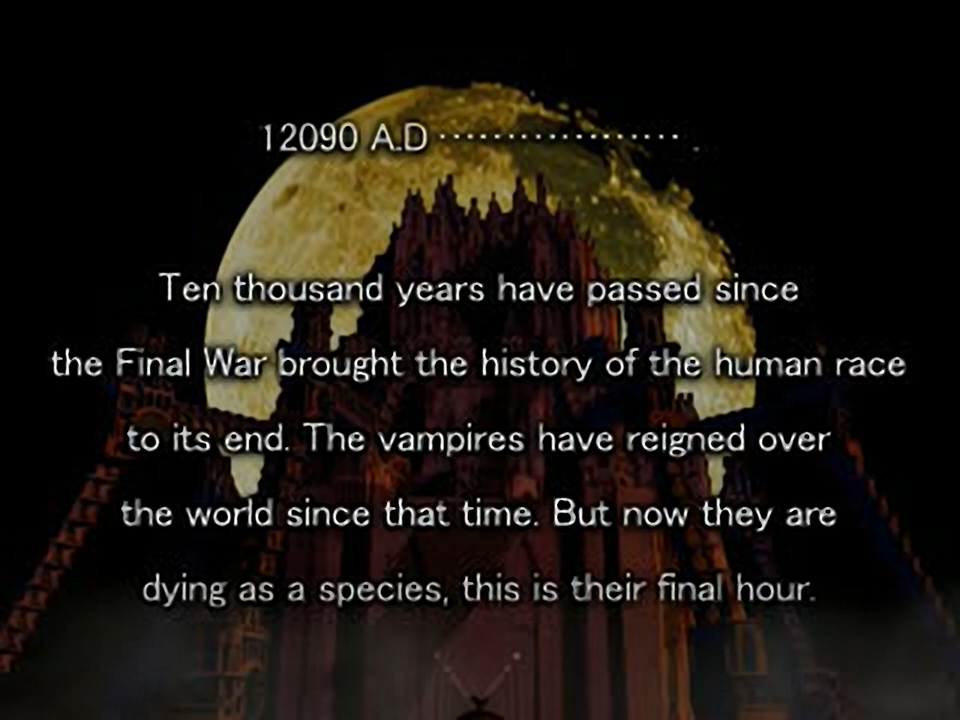 12090 A.D ··················
Ten thousand years have passed since
the Final War brought the history of the human race
to its end. The vampires have reigned over
the world since that time. But now they are
dying as a species, this is their final hour.